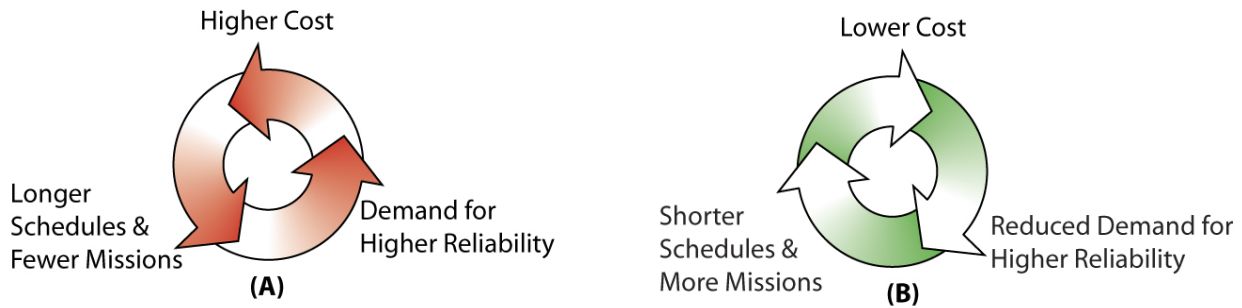 Higher Cost
Longer
Schedules &
Fewer Missions
Demand for
Higher Reliability
(A)
Lower Cost
Shorter
Schedules &
More Missions
Reduced Demand for
Higher Reliability
(B)